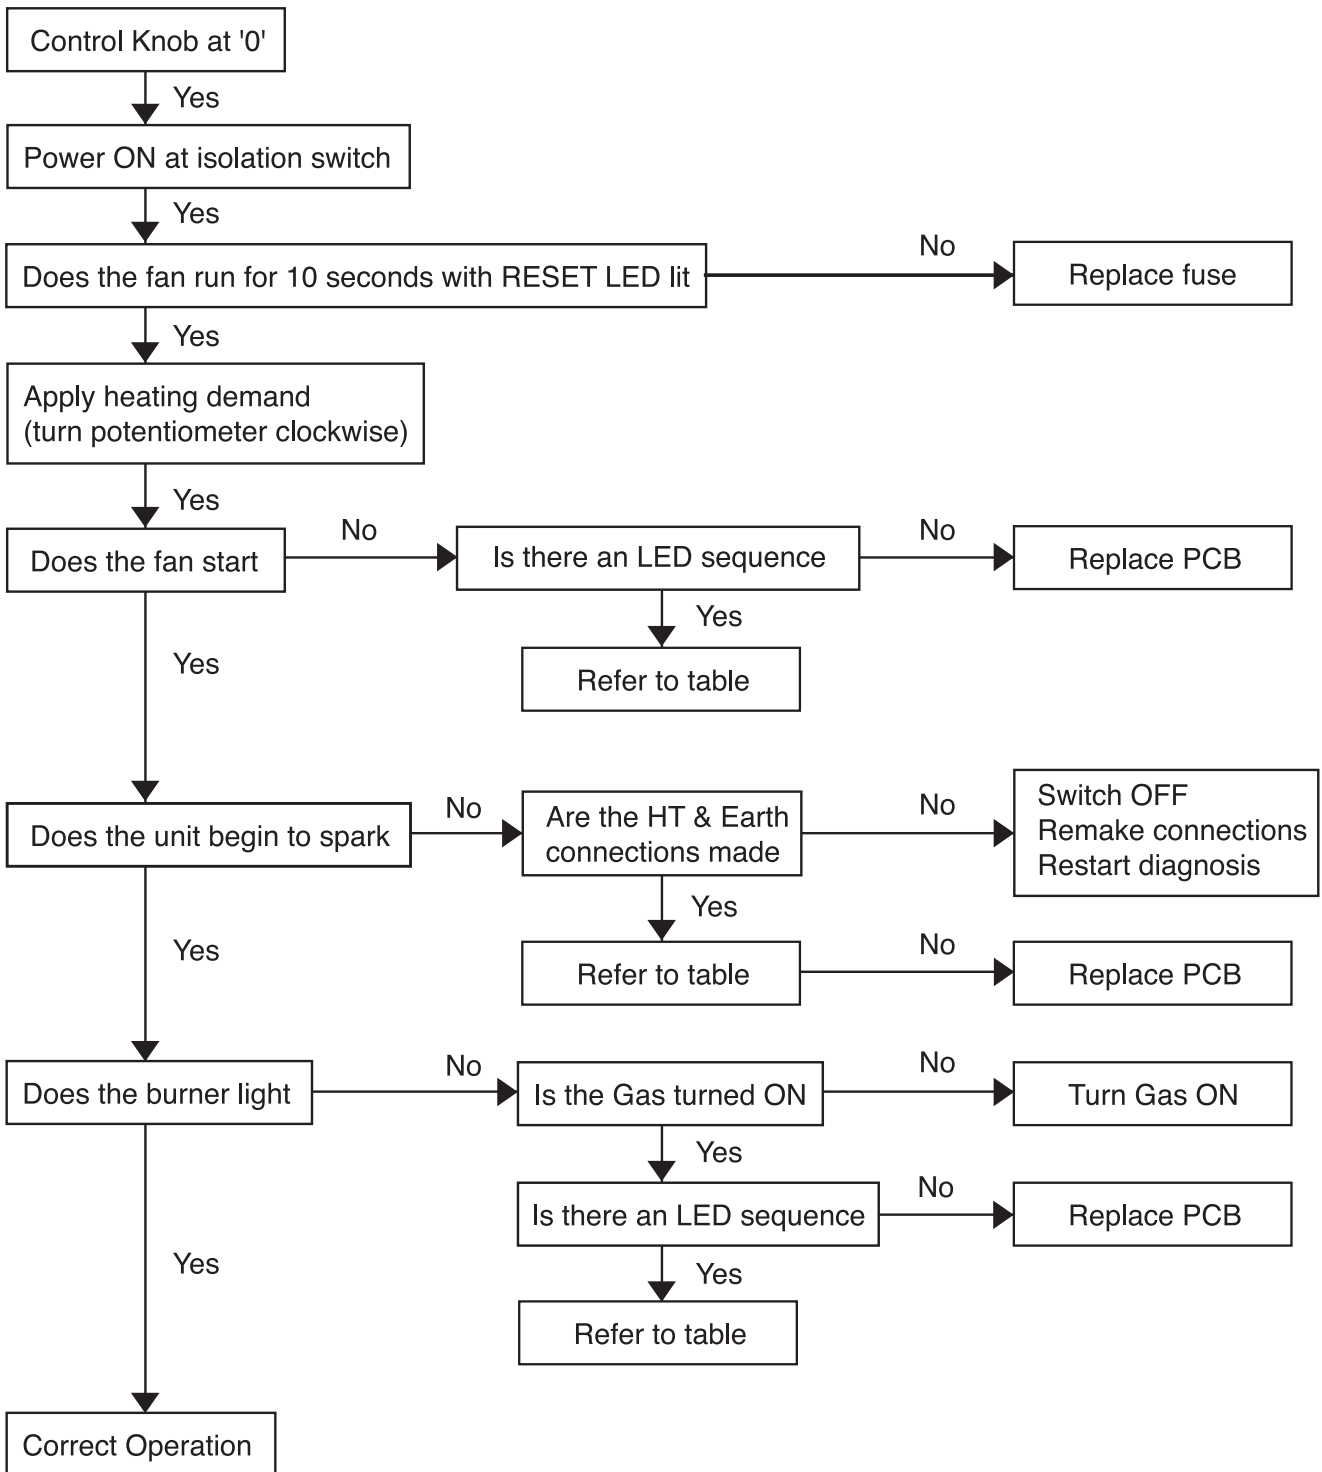 Control Knob at '0'
Yes
Power ON at isolation switch
Yes
Does the fan run for 10 seconds with RESET LED lit
No
Replace fuse
Yes
Apply heating demand
(turn potentiometer clockwise)
Yes
Does the fan start
No
Is there an LED sequence
No
Replace PCB
Yes
Refer to table
Yes
Does the unit begin to spark
No
Are the HT & Earth
connections made
No
Switch OFF
Remake connections
Restart diagnosis
Yes
Refer to table
No
Replace PCB
Yes
Does the burner light
No
Is the Gas turned ON
No
Turn Gas ON
Yes
Is there an LED sequence
No
Replace PCB
Yes
Refer to table
Yes
Correct Operation